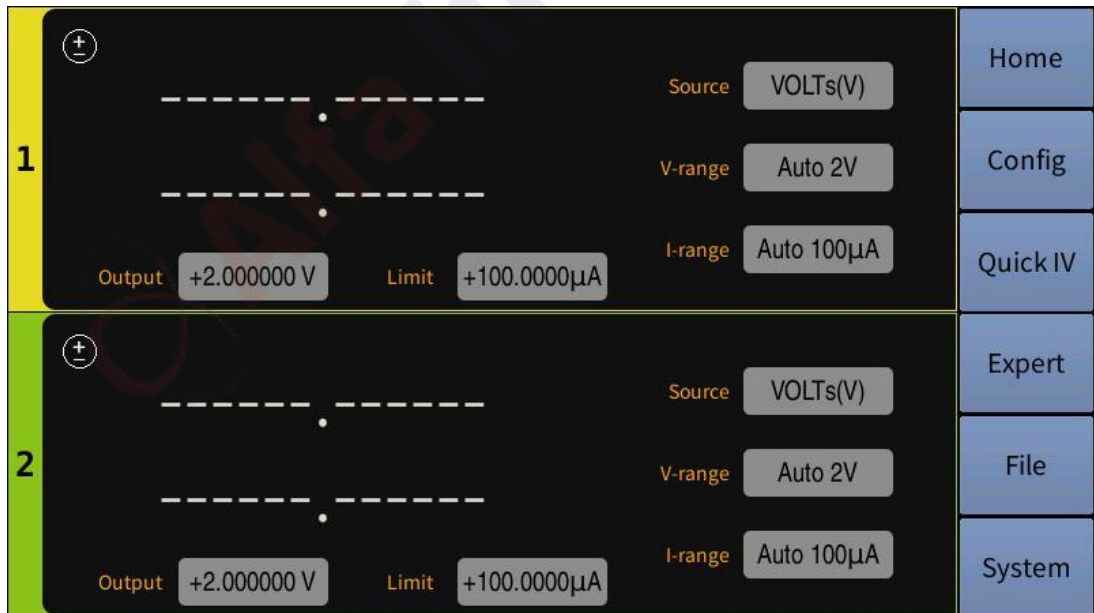 1
Source VOLTs(V)
V-range Auto 2V
I-range Auto 100µA
Output +2.000000 V Limit +100.0000µA
2
Source VOLTs(V)
V-range Auto 2V
I-range Auto 100µA
Output +2.000000 V Limit +100.0000µA
Home
Config
Quick IV
Expert
File
System
Alfa